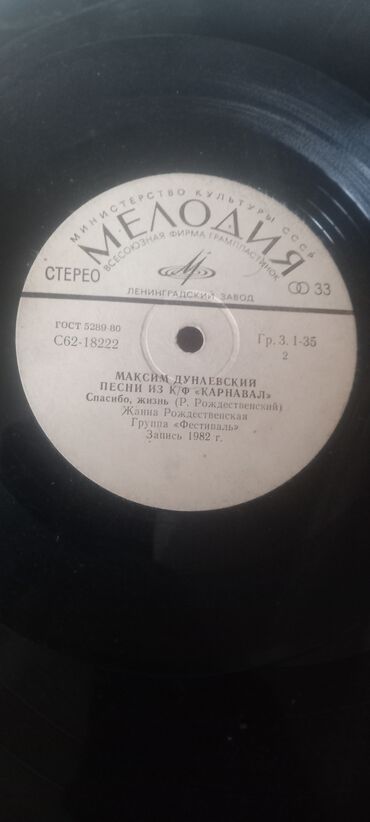 МИНИСТЕРСТВО КУЛЬТУРЫ СССР
МЕЛОДИЯ
ВСЕСОЮЗНАЯ ФИРМА ГРАМПЛАСТИНОК
СТЕРЕО
33
ЛЕНИНГРАДСКИЙ ЗАВОД
ГОСТ 5289-80
Гр. 3. 1-35
С62-18222
2
МАКСИМ ДУНАЕВСКИЙ
ПЕСНИ ИЗ К/Ф «КАРНАВАЛ»
Спасибо, жизнь (Р. Рождественский)
Жанна Рождественская
Группа «Фестиваль»
Запись 1982 г.